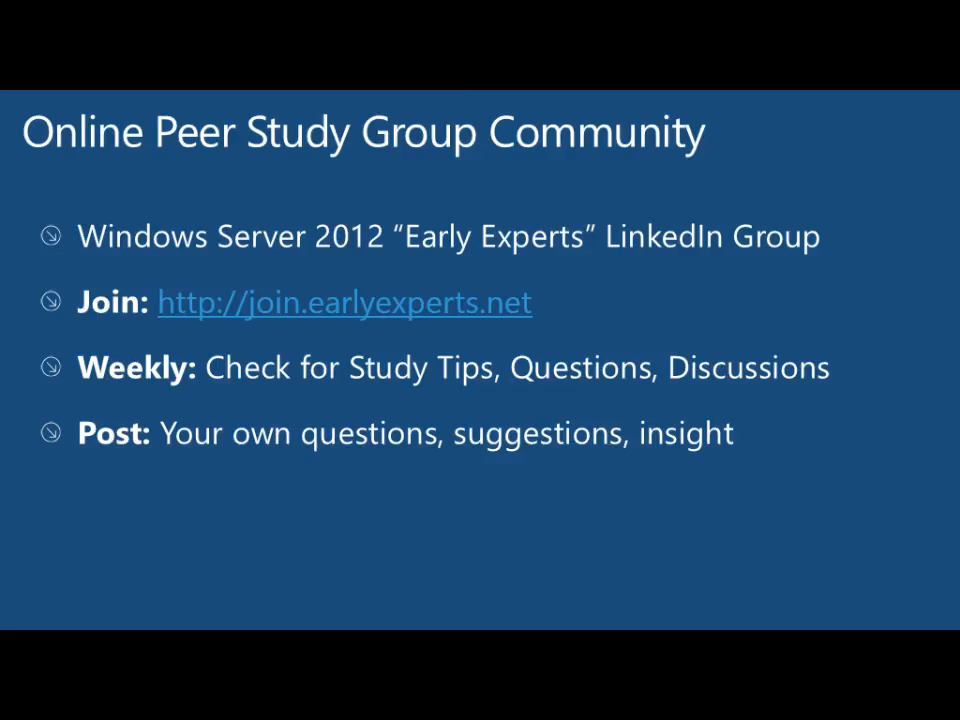 Online Peer Study Group Community
Windows Server 2012 “Early Experts” LinkedIn Group
Join: http://join.earlyexperts.net
Weekly: Check for Study Tips, Questions, Discussions
Post: Your own questions, suggestions, insight